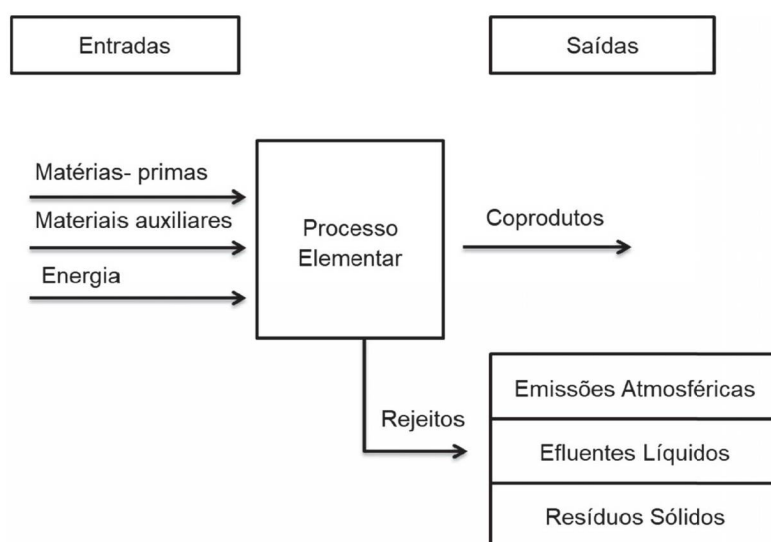 Entradas
Saídas
Matérias- primas
Materiais auxiliares
Energia
Processo
Elementar
Coprodutos
Rejeitos
Emissões Atmosféricas
Efluentes Líquidos
Resíduos Sólidos